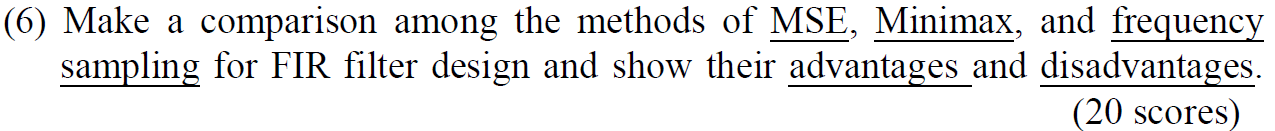 (6) Make a comparison among the methods of MSE, Minimax, and frequency
sampling for FIR filter design and show their advantages and disadvantages.
(20 scores)